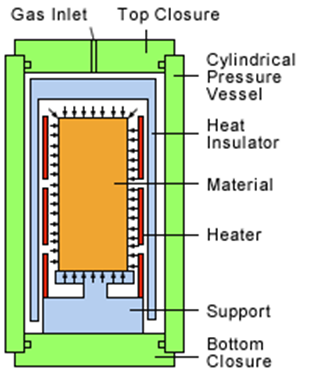 Gas Inlet
Top Closure
Cylindrical
Pressure
Vessel
Heat
Insulator
Material
Heater
Support
Bottom
Closure